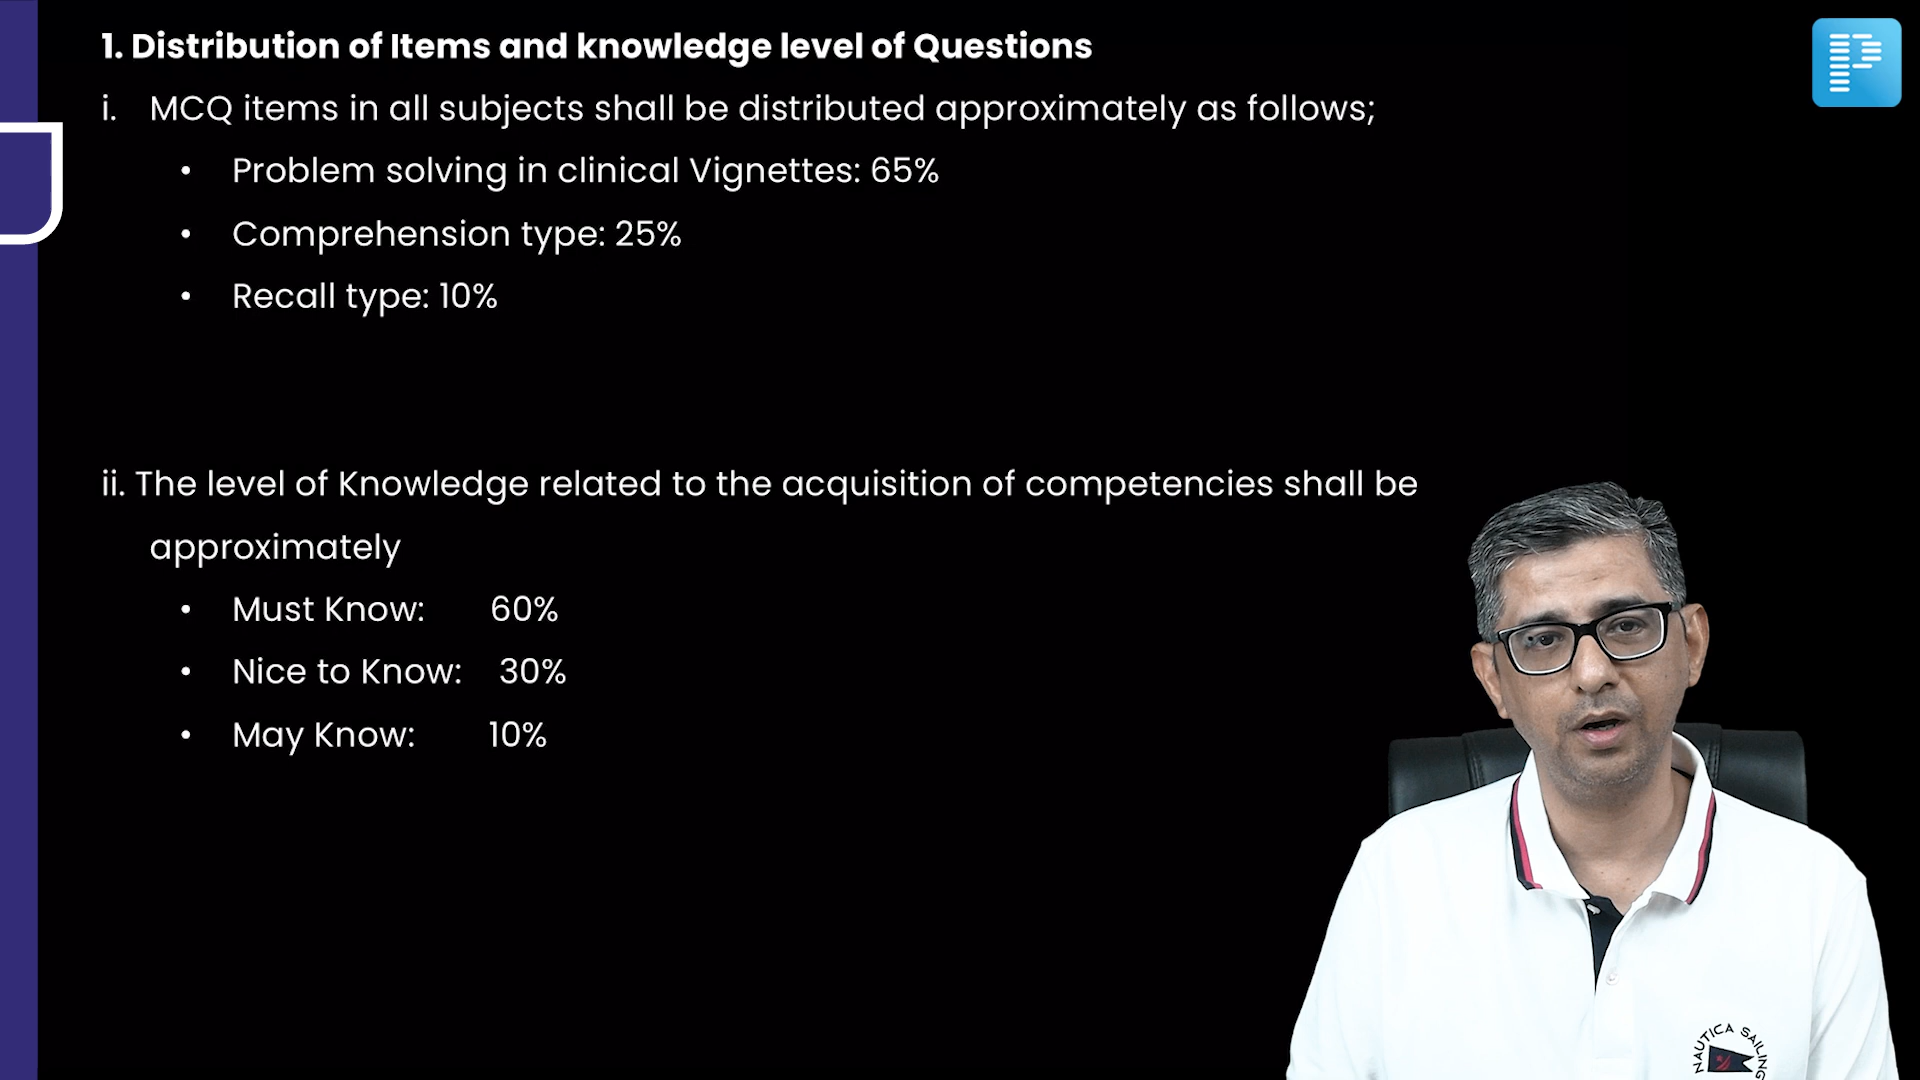 1. Distribution of Items and knowledge level of Questions
i. MCQ items in all subjects shall be distributed approximately as follows;
• Problem solving in clinical Vignettes: 65%
• Comprehension type: 25%
• Recall type: 10%
ii. The level of Knowledge related to the acquisition of competencies shall be
approximately
• Must Know: 60%
• Nice to Know: 30%
• May Know: 10%
NAUTICA SAILING